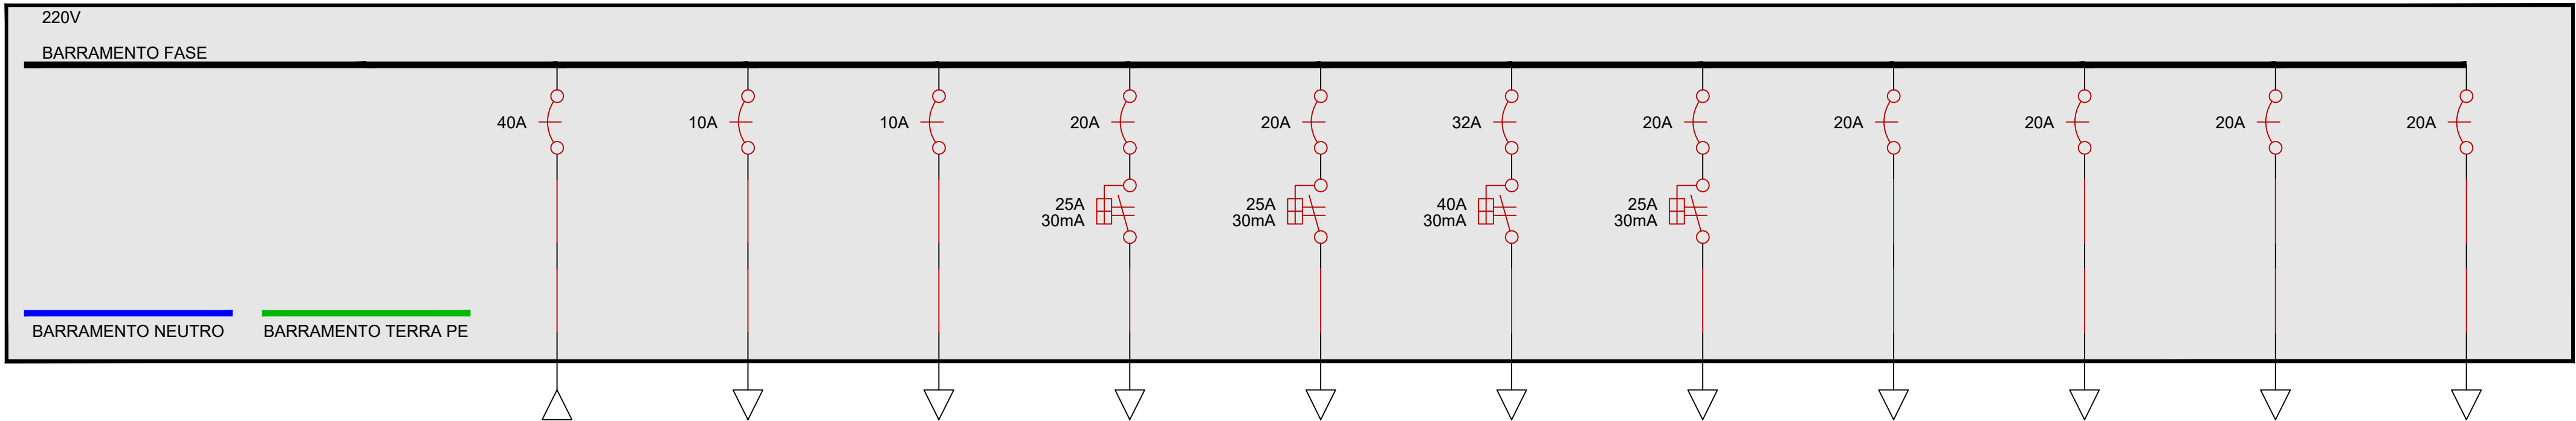 220V
BARRAMENTO FASE
40A
10A
10A
20A
20A
32A
20A
20A
20A
20A
20A
25A
30mA
25A
30mA
40A
30mA
25A
30mA
BARRAMENTO NEUTRO
BARRAMENTO TERRA PE